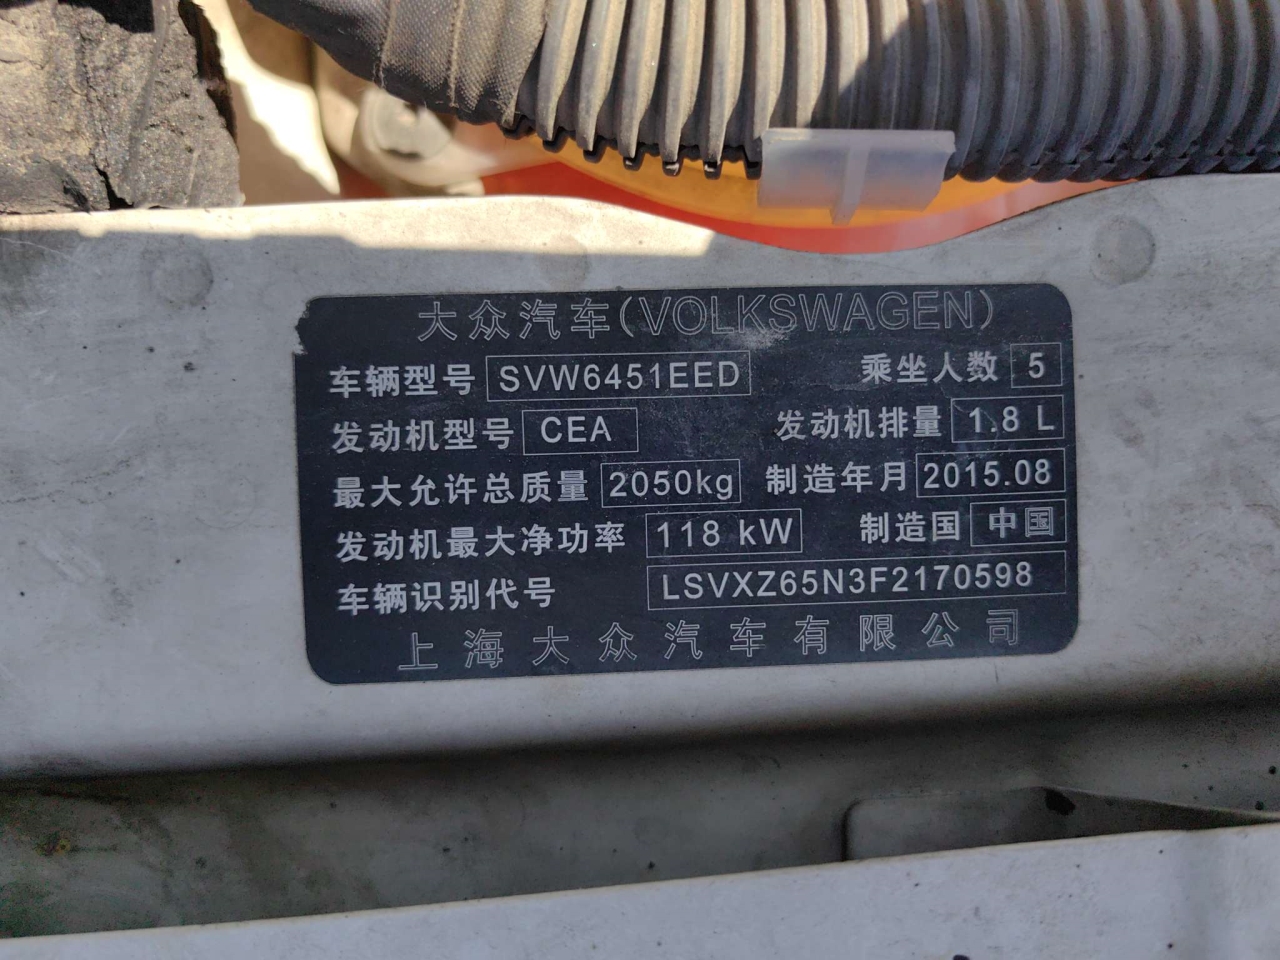 大众汽车(VOLKSWAGEN)
车辆型号 SVW6451EED 乘坐人数 5
发动机型号 CEA 发动机排量 1.8 L
最大允许总质量 2050kg 制造年月 2015.08
发动机最大净功率 118 kW 制造国 中国
车辆识别代号 LSVXZ65N3F2170598
上海大众汽车有限公司